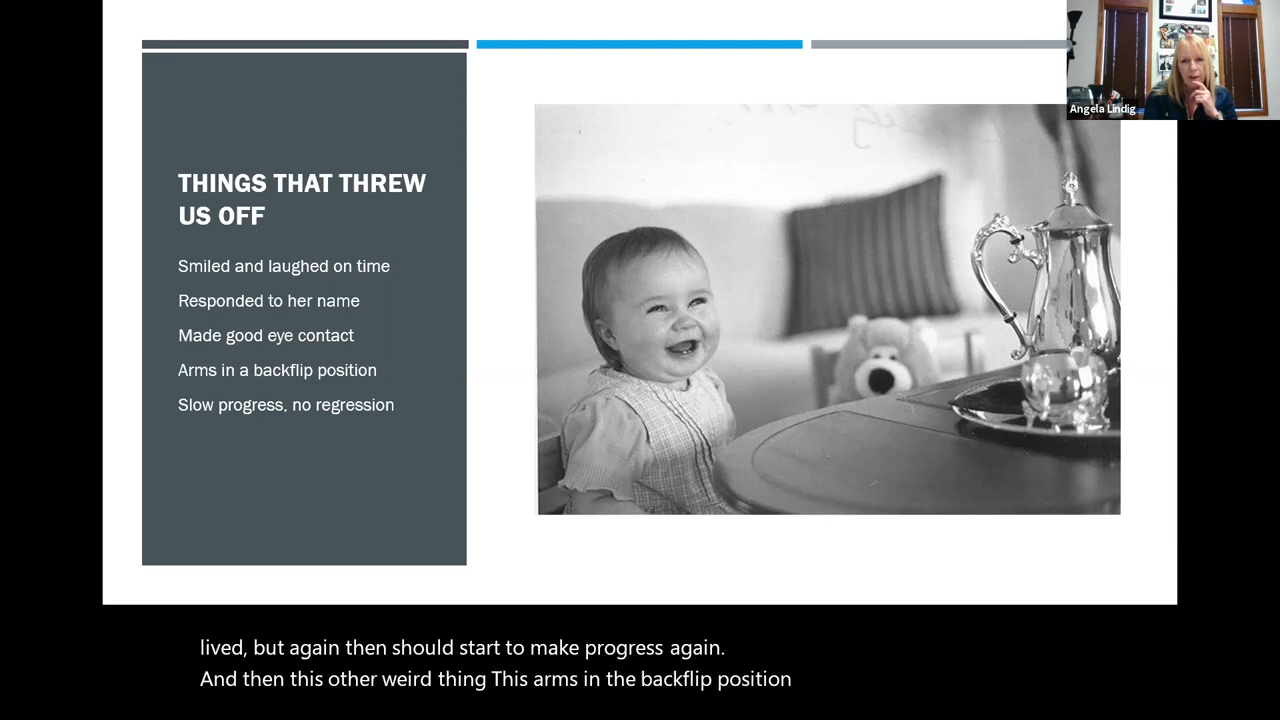 Angela Lindig
THINGS THAT THREW
US OFF
Smiled and laughed on time
Responded to her name
Made good eye contact
Arms in a backflip position
Slow progress, no regression
lived, but again then should start to make progress again.
And then this other weird thing This arms in the backflip position